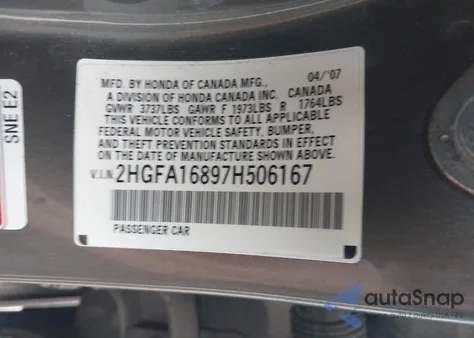 MFD. BY HONDA OF CANADA MFG., 04/'07
A DIVISION OF HONDA CANADA INC. CANADA
GVWR 3737LBS GAWR F 1973LBS R 1764LBS
THIS VEHICLE CONFORMS TO ALL APPLICABLE
FEDERAL MOTOR VEHICLE SAFETY, BUMPER,
AND THEFT PREVENTION STANDARDS IN EFFECT
ON THE DATE OF MANUFACTURE SHOWN ABOVE.
V.I.N. 2HGFA16897H506167
PASSENGER CAR
SNE E2
autoSnap